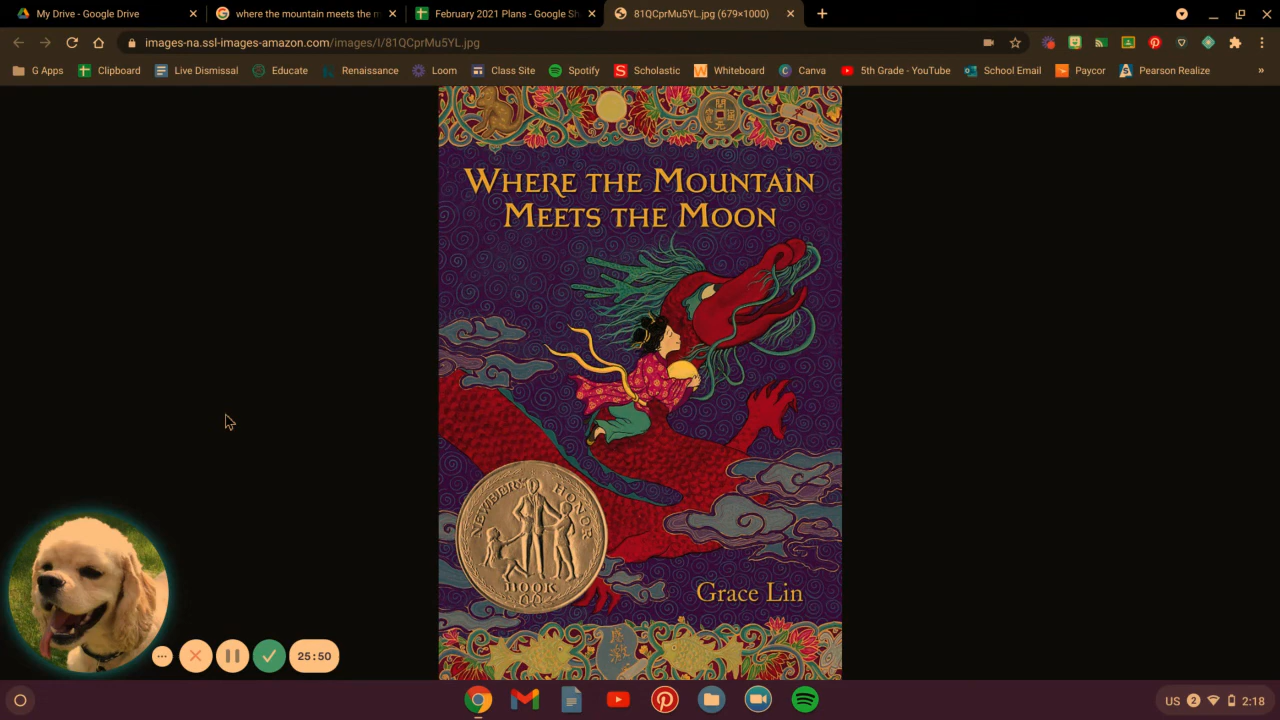 My Drive - Google Drive
where the mountain meets the m
February 2021 Plans - Google Sh
81QCprMu5YL.jpg (679×1000)
images-na.ssl-images-amazon.com/images/I/81QCprMu5YL.jpg
G Apps
Clipboard
Live Dismissal
Educate
Renaissance
Loom
Class Site
Spotify
Scholastic
Whiteboard
Canva
5th Grade - YouTube
School Email
Paycor
Pearson Realize
»
WHERE THE MOUNTAIN
MEETS THE MOON
NEWBERY HONOR
BOOK
Grace Lin
25:50
US 2 2:18